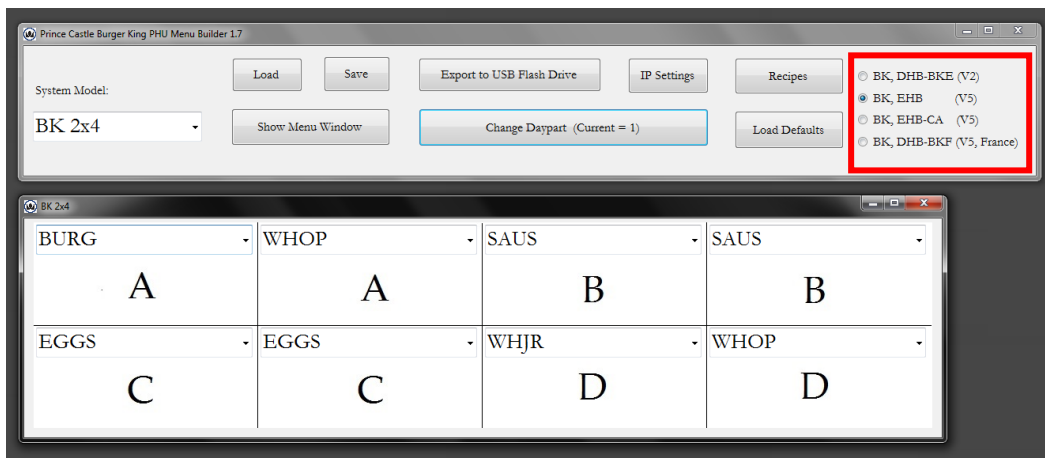 Prince Castle Burger King PHU Menu Builder 1.7
System Model:
BK 2x4
Load
Save
Export to USB Flash Drive
IP Settings
Recipes
Show Menu Window
Change Daypart (Current = 1)
Load Defaults
BK, DHB-BKE (V2)
BK, EHB (V5)
BK, EHB-CA (V5)
BK, DHB-BKF (V5, France)
BK 2x4
BURG WHOP SAUS SAUS
A A B B
EGGS EGGS WHJR WHOP
C C D D